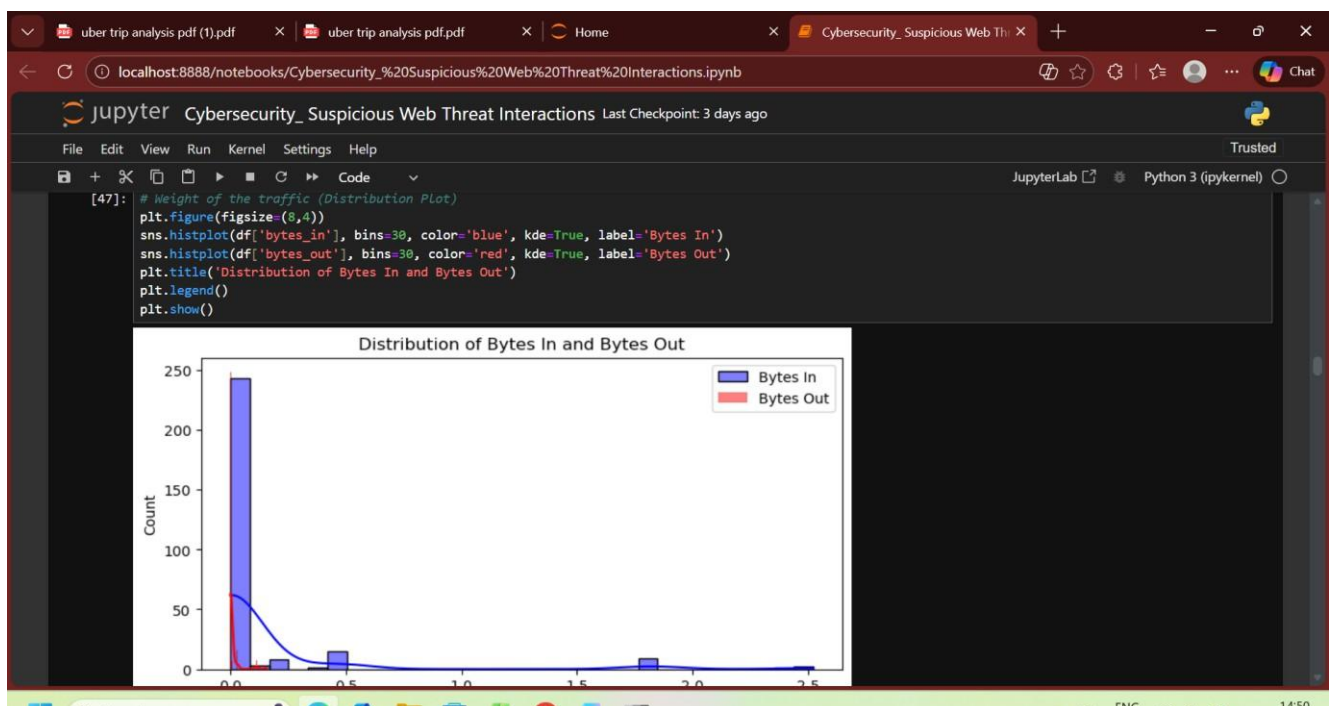 uber trip analysis pdf (1).pdf
uber trip analysis pdf.pdf
Home
Cybersecurity_ Suspicious Web Thr
localhost:8888/notebooks/Cybersecurity_%20Suspicious%20Web%20Threat%20Interactions.ipynb
Chat
jupyter Cybersecurity_ Suspicious Web Threat Interactions Last Checkpoint: 3 days ago
File Edit View Run Kernel Settings Help
Trusted
Code
JupyterLab
Python 3 (ipykernel)
[47]: # Weight of the traffic (Distribution Plot)
plt.figure(figsize=(8,4))
sns.histplot(df['bytes_in'], bins=30, color='blue', kde=True, label='Bytes In')
sns.histplot(df['bytes_out'], bins=30, color='red', kde=True, label='Bytes Out')
plt.title('Distribution of Bytes In and Bytes Out')
plt.legend()
plt.show()
Distribution of Bytes In and Bytes Out
Bytes In
Bytes Out
250
200
150
100
50
0
Count
0.0 0.5 1.0 1.5 2.0 2.5
ENG
14:50